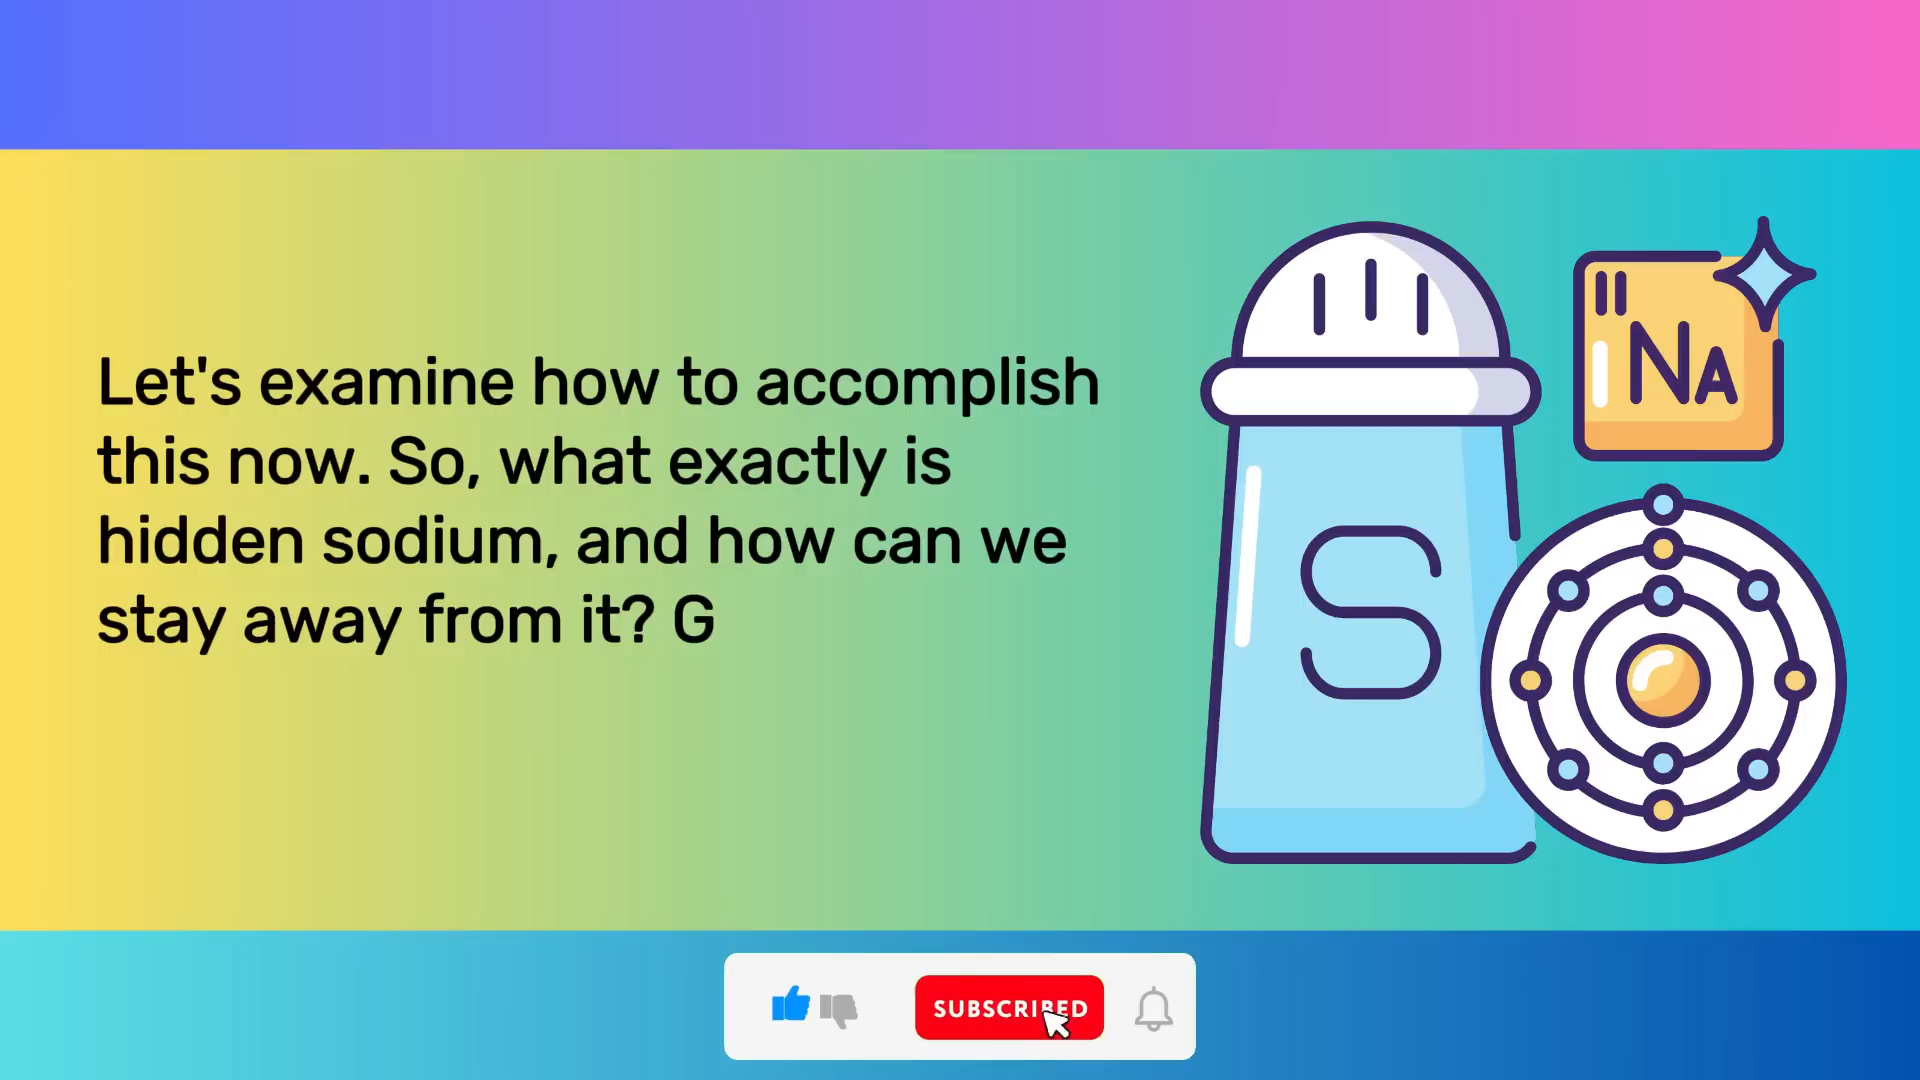 Let's examine how to accomplish
this now. So, what exactly is
hidden sodium, and how can we
stay away from it? G
NA
S
SUBSCRIBED